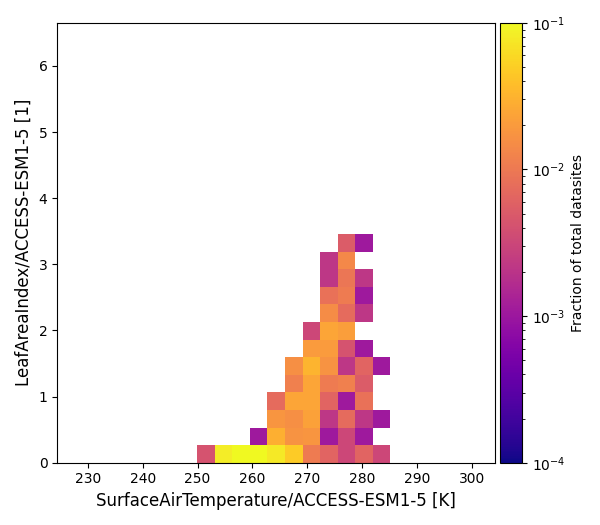 LeafAreaIndex/ACCESS-ESM1-5 [1]
6
5
4
3
2
1
0
230 240 250 260 270 280 290 300
SurfaceAirTemperature/ACCESS-ESM1-5 [K]
10⁻¹
10⁻²
10⁻³
10⁻⁴
Fraction of total datasites